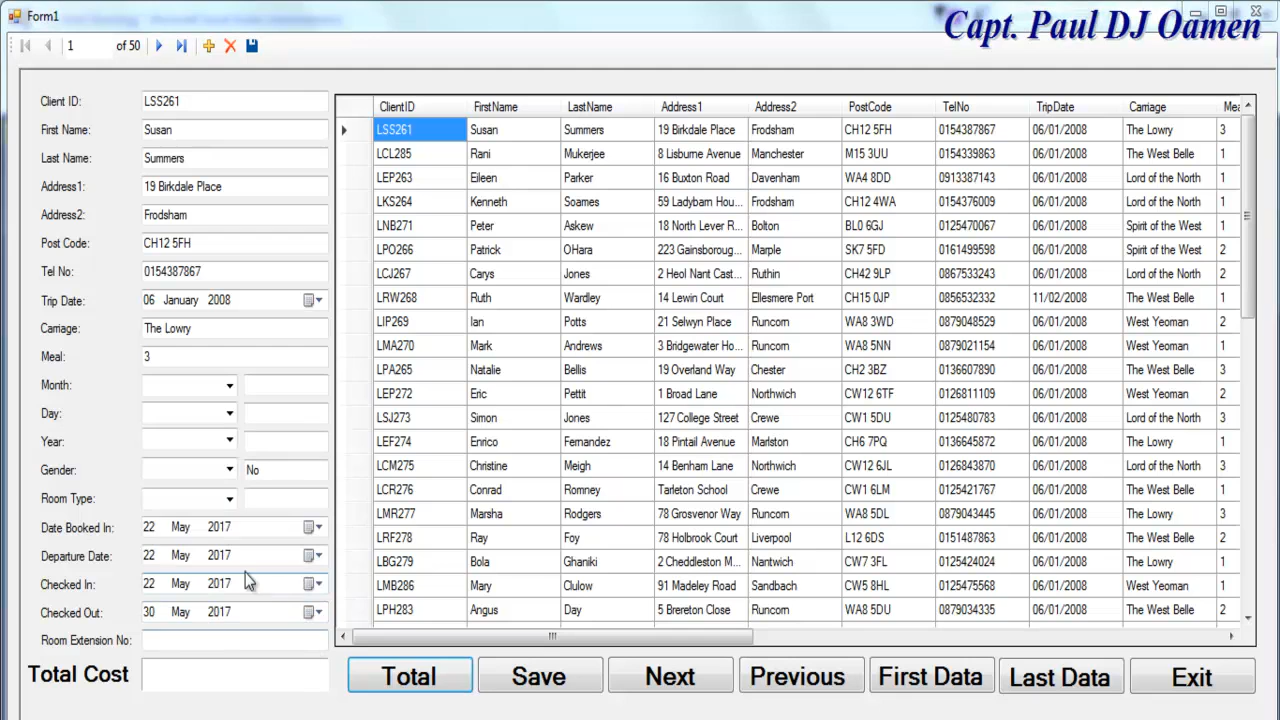 Form1
Capt. Paul DJ Oamen
1 of 50
Client ID: LSS261
First Name: Susan
Last Name: Summers
Address1: 19 Birkdale Place
Address2: Frodsham
Post Code: CH12 5FH
Tel No: 0154387867
Trip Date: 06 January 2008
Carriage: The Lowry
Meal: 3
Month:
Day:
Year:
Gender: No
Room Type:
Date Booked In: 22 May 2017
Departure Date: 22 May 2017
Checked In: 22 May 2017
Checked Out: 30 May 2017
Room Extension No:
Total Cost
ClientID FirstName LastName Address1 Address2 PostCode TelNo TripDate Carriage Mea
LSS261 Susan Summers 19 Birkdale Place Frodsham CH12 5FH 0154387867 06/01/2008 The Lowry 3
LCL285 Rani Mukerjee 8 Lisburne Avenue Manchester M15 3UU 0154339863 06/01/2008 The West Belle 1
LEP263 Eileen Parker 16 Buxton Road Davenham WA4 8DD 0913387143 06/01/2008 Lord of the North 1
LKS264 Kenneth Soames 59 Ladybarn Hou... Frodsham CH12 4WA 0154376009 06/01/2008 Lord of the North 1
LNB271 Peter Askew 18 North Lever R... Bolton BL0 6GJ 0125470067 06/01/2008 Spirit of the West 1
LPO266 Patrick OHara 223 Gainsboroug... Marple SK7 5FD 0161499598 06/01/2008 Spirit of the West 2
LCJ267 Carys Jones 2 Heol Nant Cast... Ruthin CH42 9LP 0867533243 06/01/2008 Lord of the North 2
LRW268 Ruth Wardley 14 Lewin Court Ellesmere Port CH15 0JP 0856532332 11/02/2008 The West Belle 1
LIP269 Ian Potts 21 Selwyn Place Runcorn WA8 3WD 0879048529 06/01/2008 West Yeoman 2
LMA270 Mark Andrews 3 Bridgewater Ho... Runcorn WA8 5NN 0879021154 06/01/2008 The West Belle 1
LPA265 Natalie Bellis 19 Overland Way Chester CH2 3BZ 0136607890 06/01/2008 The West Belle 3
LEP272 Eric Pettit 1 Broad Lane Northwich CW12 6TF 0126811109 06/01/2008 West Yeoman 2
LSJ273 Simon Jones 127 College Street Crewe CW1 5DU 0125480783 06/01/2008 Lord of the North 3
LEF274 Enrico Fernandez 18 Pintail Avenue Marlston CH6 7PQ 0136645872 06/01/2008 The Lowry 1
LCM275 Christine Meigh 14 Benham Lane Northwich CW12 6JL 0126843870 06/01/2008 Lord of the North 3
LCR276 Conrad Romney Tarleton School Crewe CW1 6LM 0125421767 06/01/2008 The Lowry 1
LMR277 Marsha Rodgers 78 Grosvenor Way Runcorn WA8 5DL 0879043445 06/01/2008 The West Belle 3
LRF278 Ray Foy 78 Holbrook Court Liverpool L12 6DS 0151487863 06/01/2008 The West Belle 2
LBG279 Bola Ghaniki 2 Cheddleston M... Nantwich CW7 3FL 0125424024 06/01/2008 The Lowry 1
LMB286 Mary Clulow 91 Madeley Road Sandbach CW5 8HL 0125475568 06/01/2008 West Yeoman 1
LPH283 Angus Day 5 Brereton Close Runcorn WA8 5DU 0879034335 06/01/2008 The West Belle 2
Total Save Next Previous First Data Last Data Exit